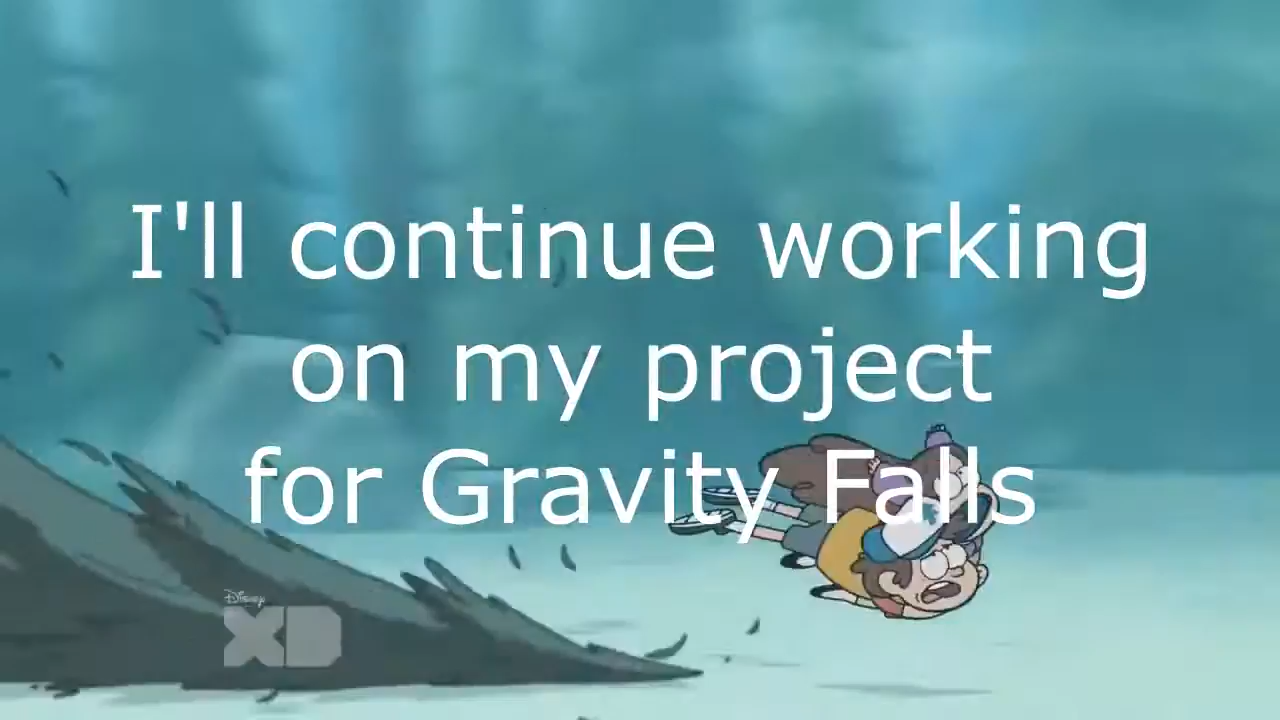 I'll continue working
on my project
for Gravity Falls
Disney
XD